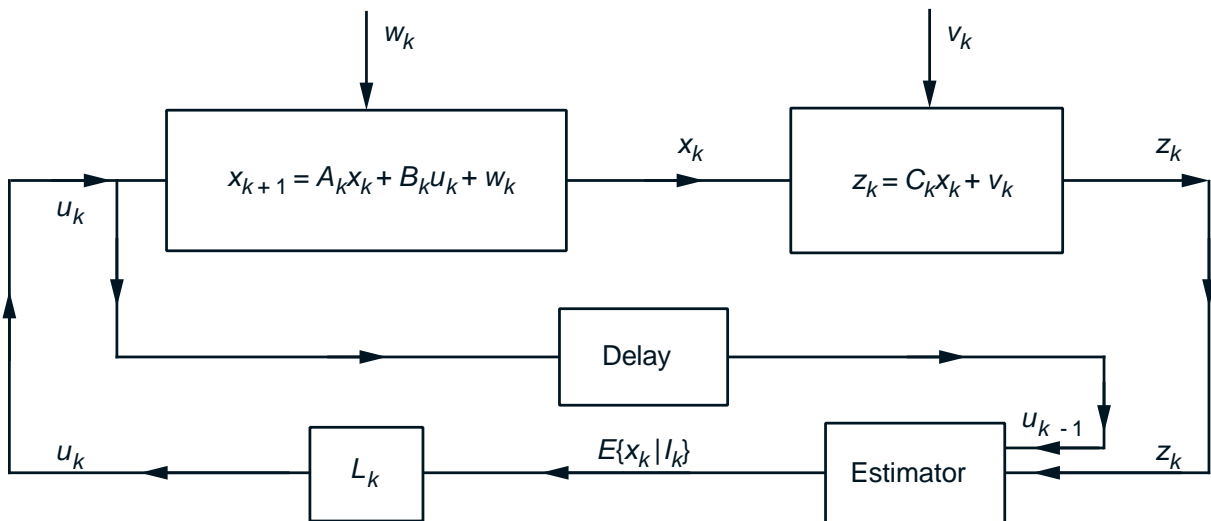 w_k
v_k
x_{k + 1} = A_k x_k + B_k u_k + w_k
x_k
z_k = C_k x_k + v_k
z_k
u_k
Delay
u_{k - 1}
u_k
L_k
E{x_k | I_k}
Estimator
z_k